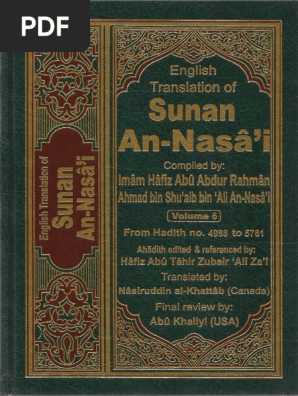 PDF
English Translation of
Sunan
An-Nasâ'i
English
Translation of
Sunan
An-Nasâ'i
Compiled by:
Imâm Hâfiz Abû Abdur Rahmân
Ahmad bin Shu'aib bin 'Ali An-Nasâ'i
Volume 6
From Hadith no. 4988 to 5761
Ahâdith edited & referenced by:
Hâfiz Abû Tâhir Zubair 'Ali Za'i
Translated by:
Nâsiruddin al-Khattâb (Canada)
Final review by:
Abû Khaliyl (USA)